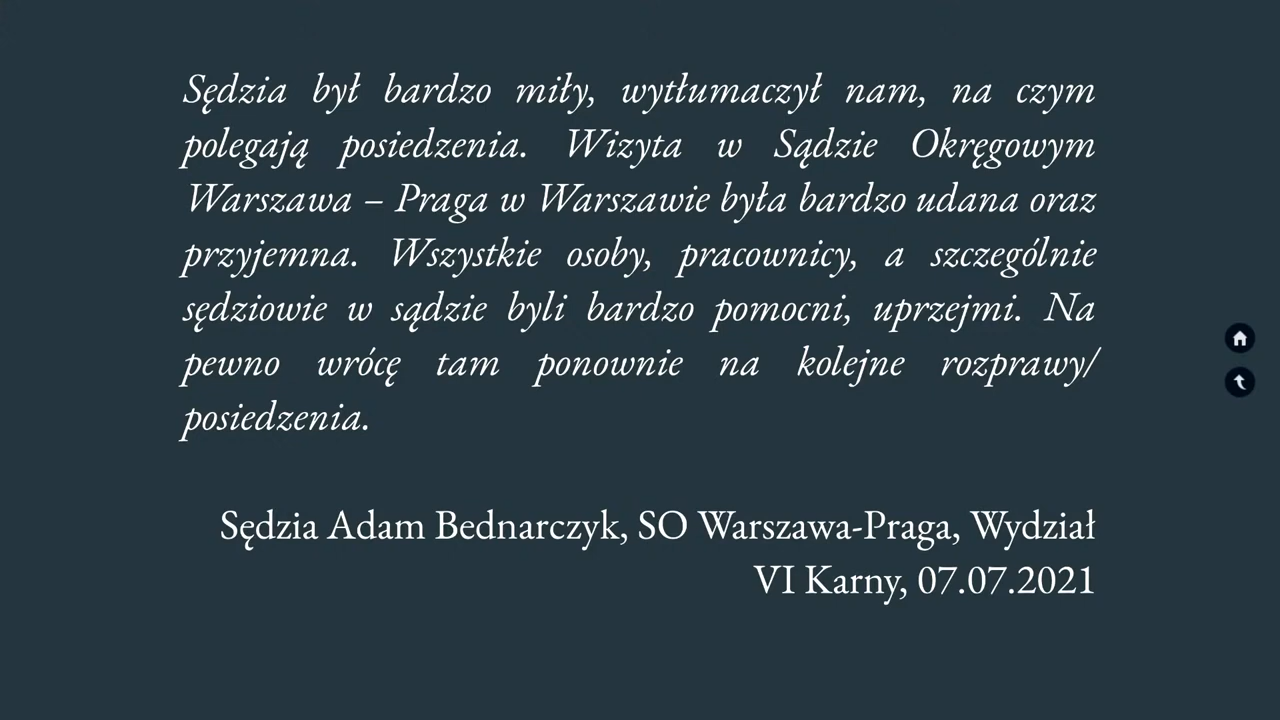 Sędzia był bardzo miły, wytłumaczył nam, na czym
polegają posiedzenia. Wizyta w Sądzie Okręgowym
Warszawa – Praga w Warszawie była bardzo udana oraz
przyjemna. Wszystkie osoby, pracownicy, a szczególnie
sędziowie w sądzie byli bardzo pomocni, uprzejmi. Na
pewno wrócę tam ponownie na kolejne rozprawy/
posiedzenia.
Sędzia Adam Bednarczyk, SO Warszawa-Praga, Wydział
VI Karny, 07.07.2021